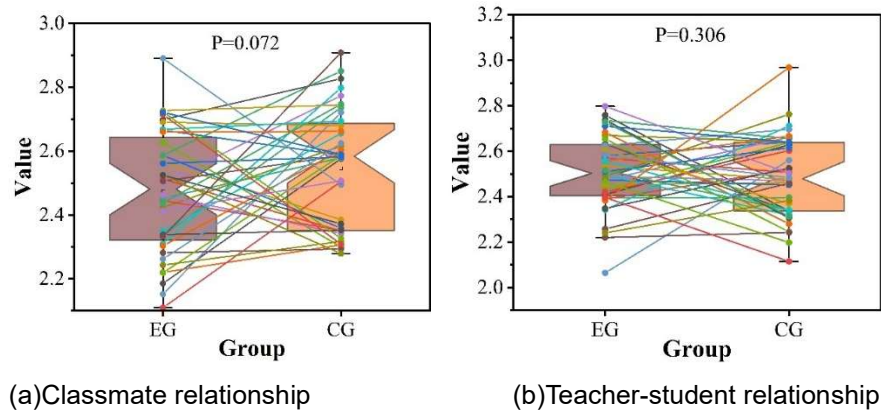 3.0
2.8
2.6
2.4
2.2
Value
P=0.072
EG
CG
Group
(a)Classmate relationship
3.2
3.0
2.8
2.6
2.4
2.2
2.0
Value
P=0.306
EG
CG
Group
(b)Teacher-student relationship